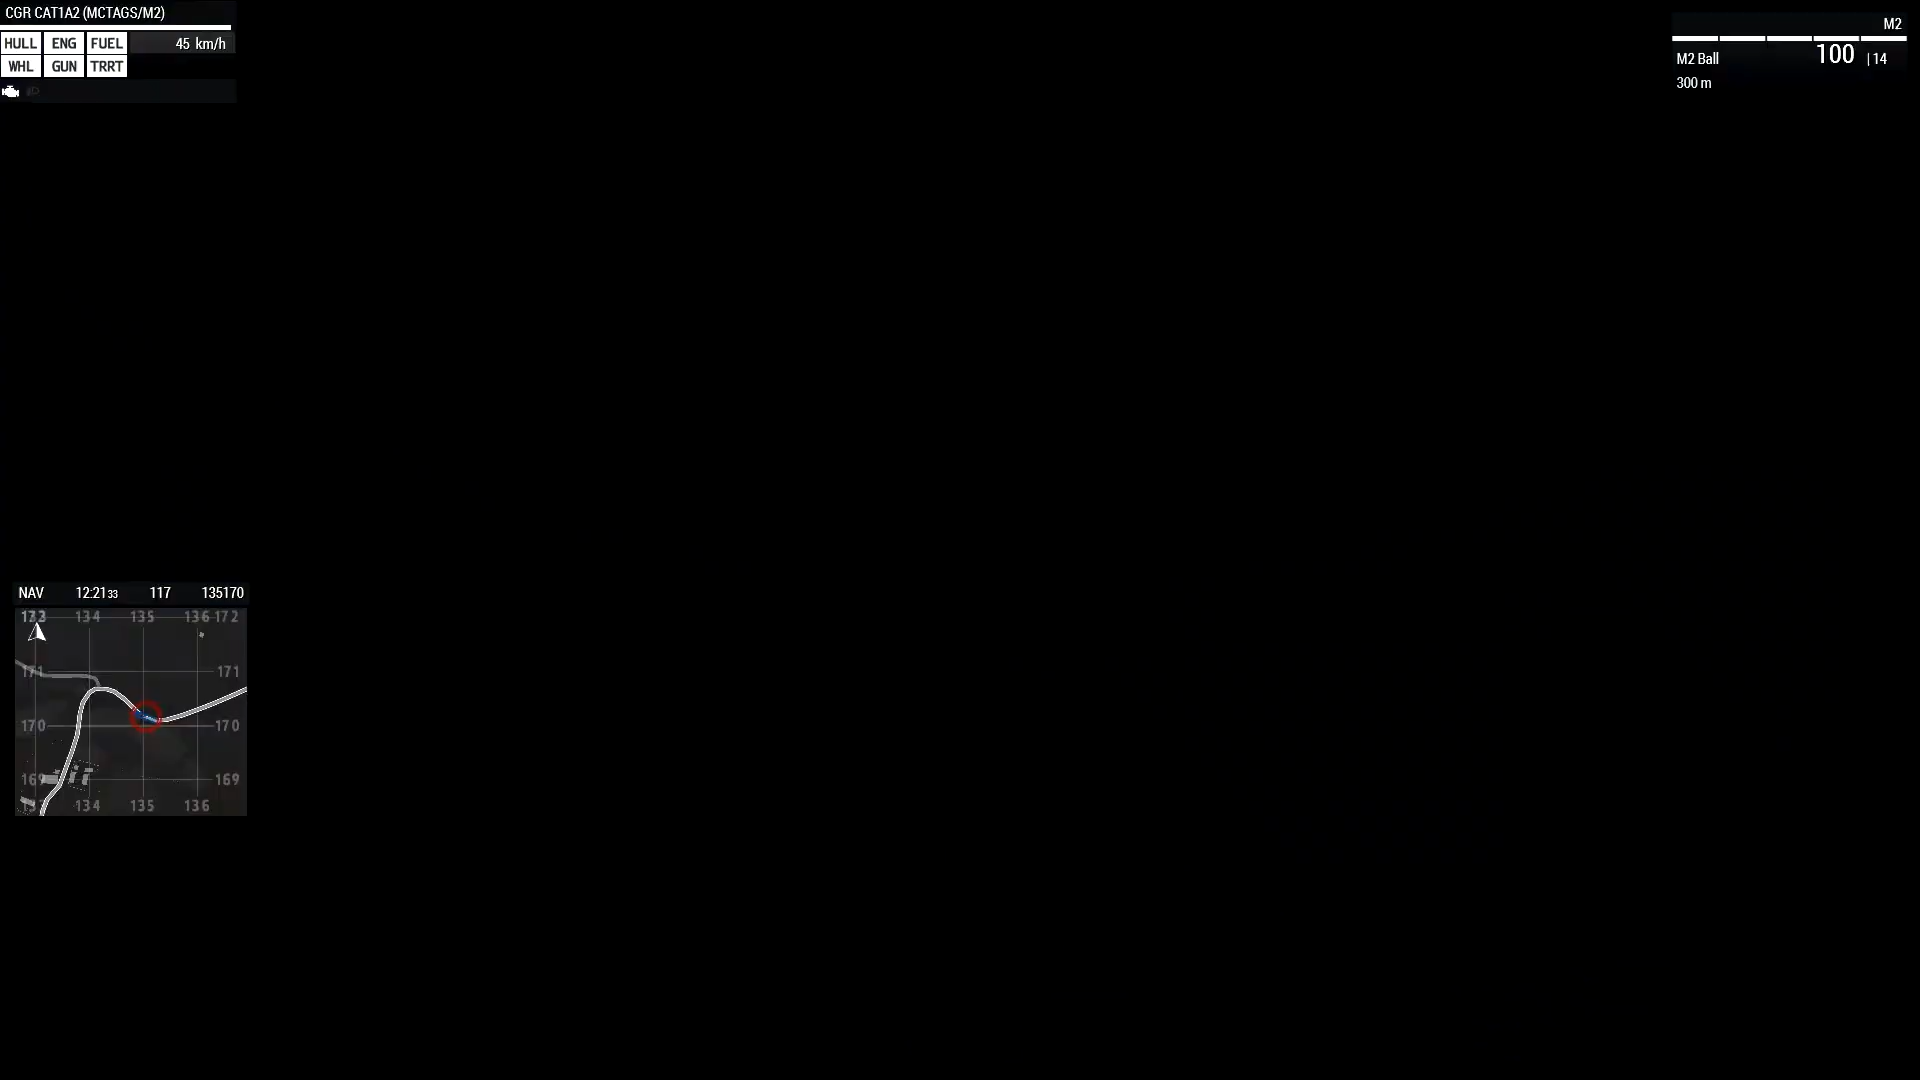 CGR CAT1A2 (MCTAGS/M2)
HULL ENG FUEL 45 km/h
WHL GUN TRRT
M2
M2 Ball 100 |14
300 m
NAV 12:21 33 117 135170
134 135 136 172
171 171
170 170
169 169
134 135 136